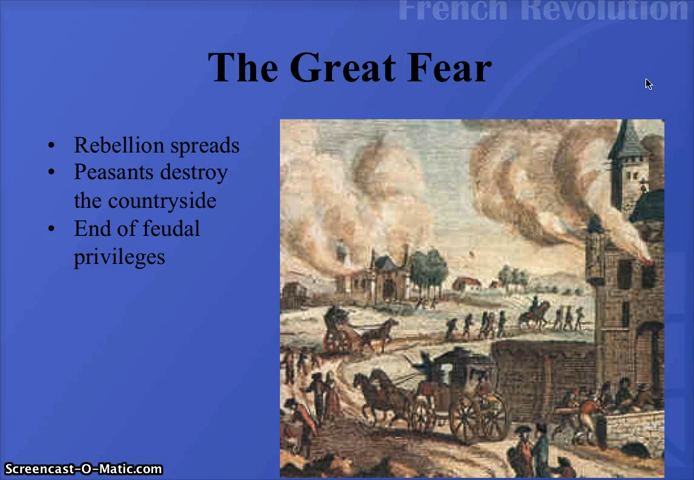 French Revolution
The Great Fear
• Rebellion spreads
• Peasants destroy
the countryside
• End of feudal
privileges
Screencast-O-Matic.com